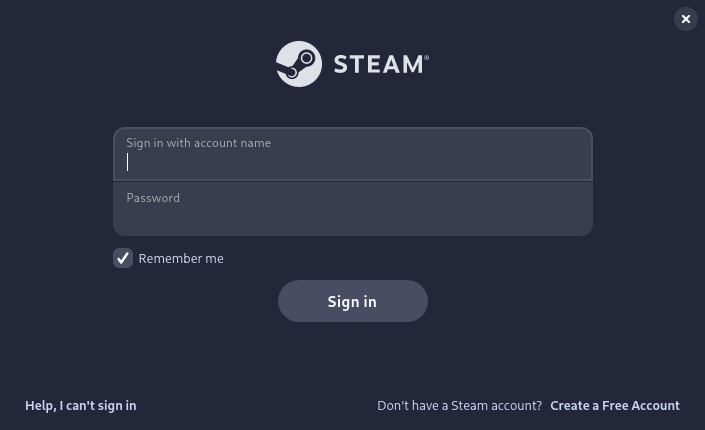 STEAM®
Sign in with account name
Password
Remember me
Sign in
Help, I can't sign in
Don't have a Steam account? Create a Free Account